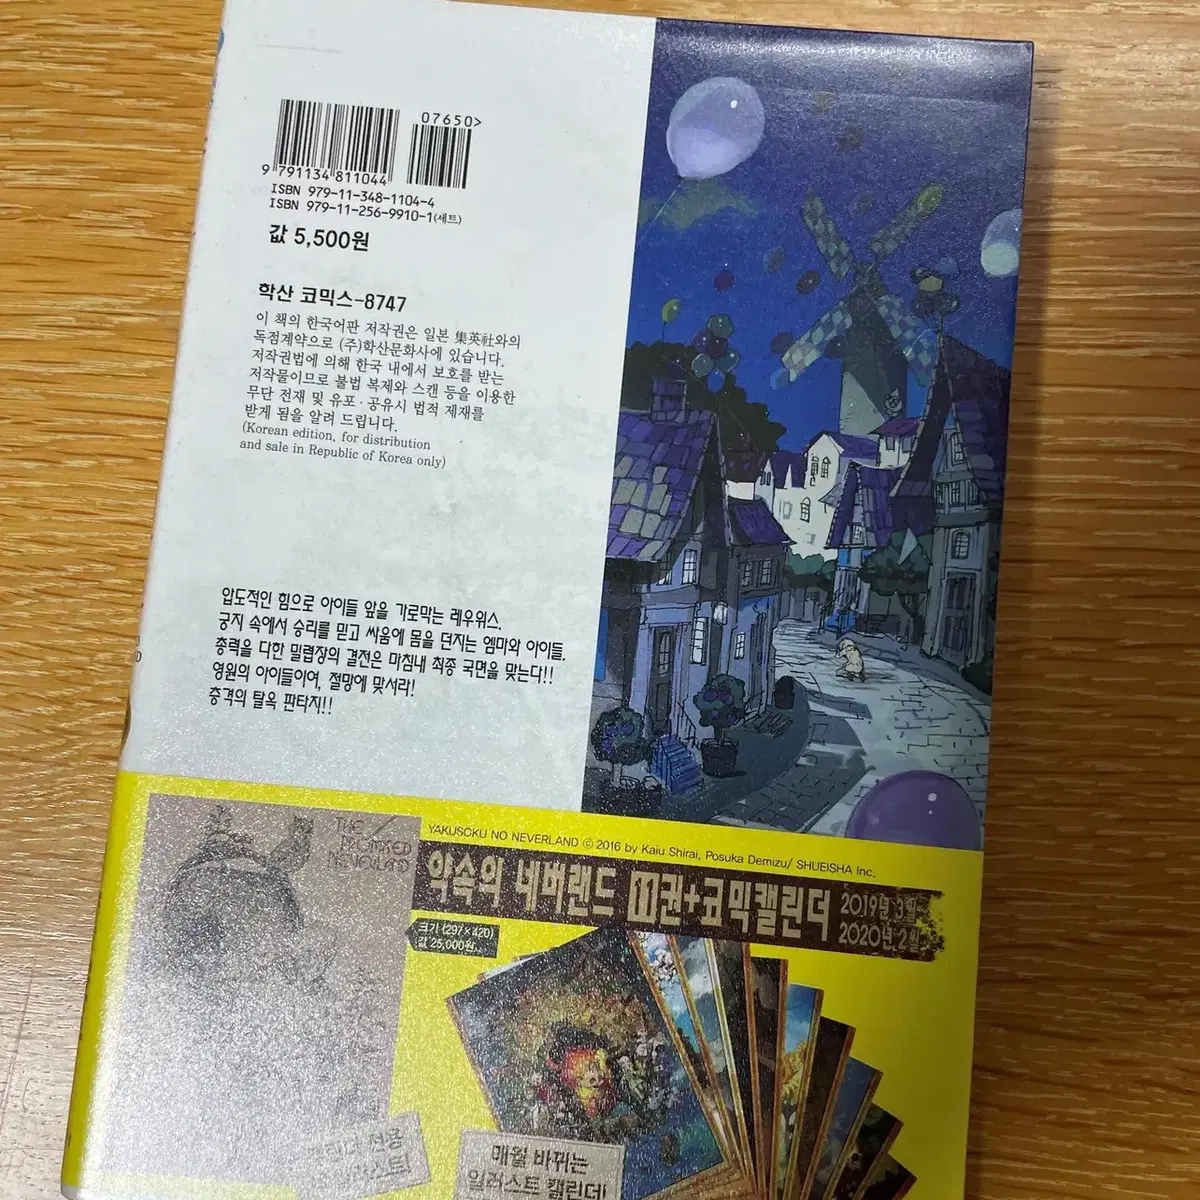 07650>
9 791134 811044
ISBN 979-11-348-1104-4
ISBN 979-11-256-9910-1(세트)
값 5,500원
학산 코믹스-8747
이 책의 한국어판 저작권은 일본 集英社와의
독점계약으로 (주)학산문화사에 있습니다.
저작권법에 의해 한국 내에서 보호를 받는
저작물이므로 불법 복제와 스캔 등을 이용한
무단 전재 및 유포·공유시 법적 제재를
받게 됨을 알려 드립니다.
(Korean edition, for distribution
and sale in Republic of Korea only)
압도적인 힘으로 아이들 앞을 가로막는 레우위스.
궁지 속에서 승리를 믿고 싸움에 몸을 던지는 엠마와 아이들.
총력을 다한 밀렵장의 결전은 마침내 최종 국면을 맞는다!!
영원의 아이들이여, 절망에 맞서라!
충격의 탈옥 판타지!!
YAKUSOKU NO NEVERLAND © 2016 by Kaiu Shirai, Posuka Demizu/ SHUEISHA Inc.
THE PROMISED NEVERLAND
약속의 네버랜드 11권+코믹캘린더
2019년 3월
2020년 2월
크기 (297×420)
값 25,000원
매월 바뀌는
일러스트 캘린더!